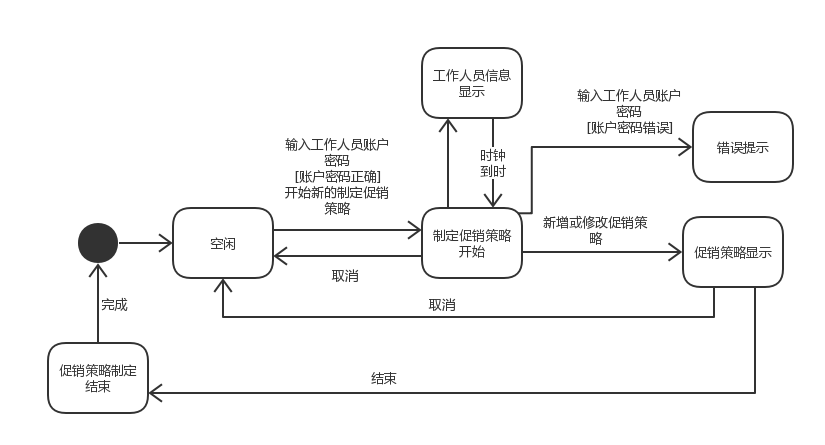 工作人员信息
显示
输入工作人员账户
密码
[账户密码错误]
错误提示
输入工作人员账户
密码
[账户密码正确]
开始新的制定促销
策略
时钟
到时
空闲
制定促销策略
开始
新增或修改促销策
略
促销策略显示
取消
完成
取消
促销策略制定
结束
结束